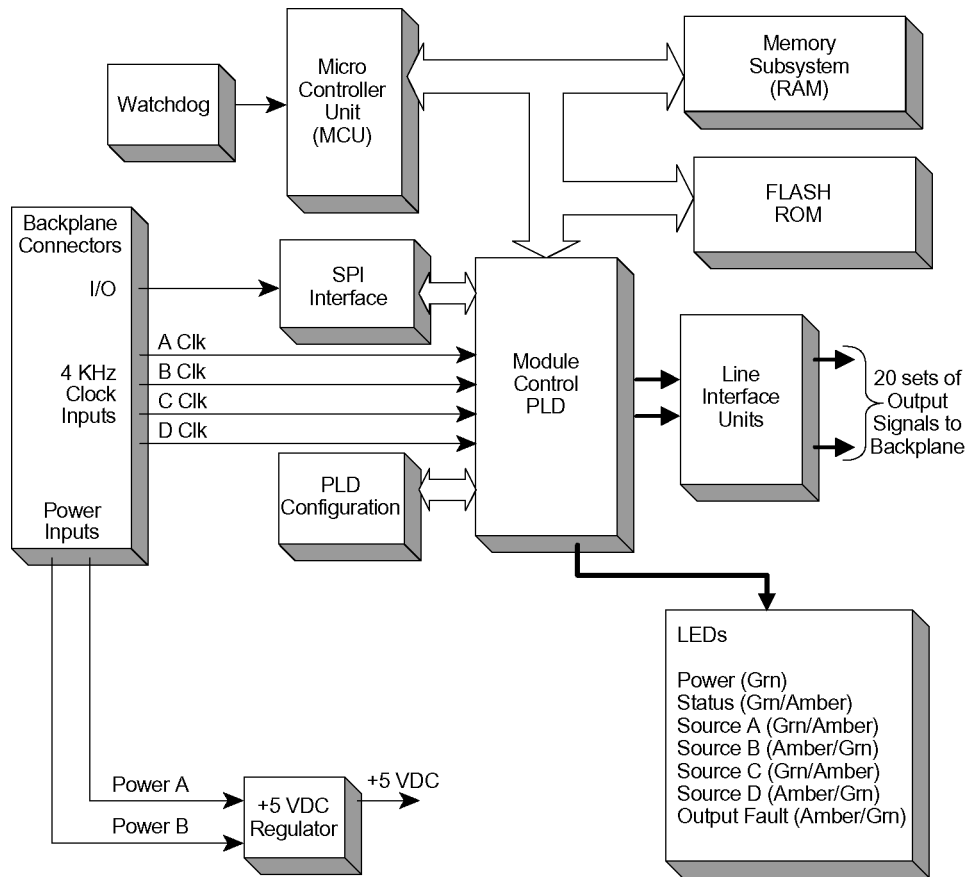 Micro
Controller
Unit
(MCU)
Memory
Subsystem
(RAM)
Watchdog
FLASH
ROM
Backplane
Connectors
I/O
4 KHz
Clock
Inputs
Power
Inputs
SPI
Interface
A Clk
B Clk
C Clk
D Clk
PLD
Configuration
Module
Control
PLD
Line
Interface
Units
20 sets of
Output
Signals to
Backplane
LEDs
Power (Grn)
Status (Grn/Amber)
Source A (Grn/Amber)
Source B (Amber/Grn)
Source C (Grn/Amber)
Source D (Amber/Grn)
Output Fault (Amber/Grn)
Power A
Power B
+5 VDC
Regulator
+5 VDC